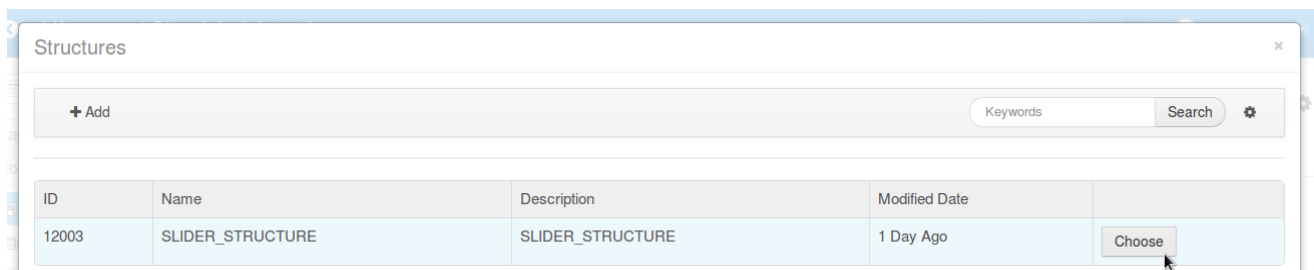 Structures ×
Add Keywords Search
ID Name Description Modified Date
12003 SLIDER_STRUCTURE SLIDER_STRUCTURE 1 Day Ago Choose